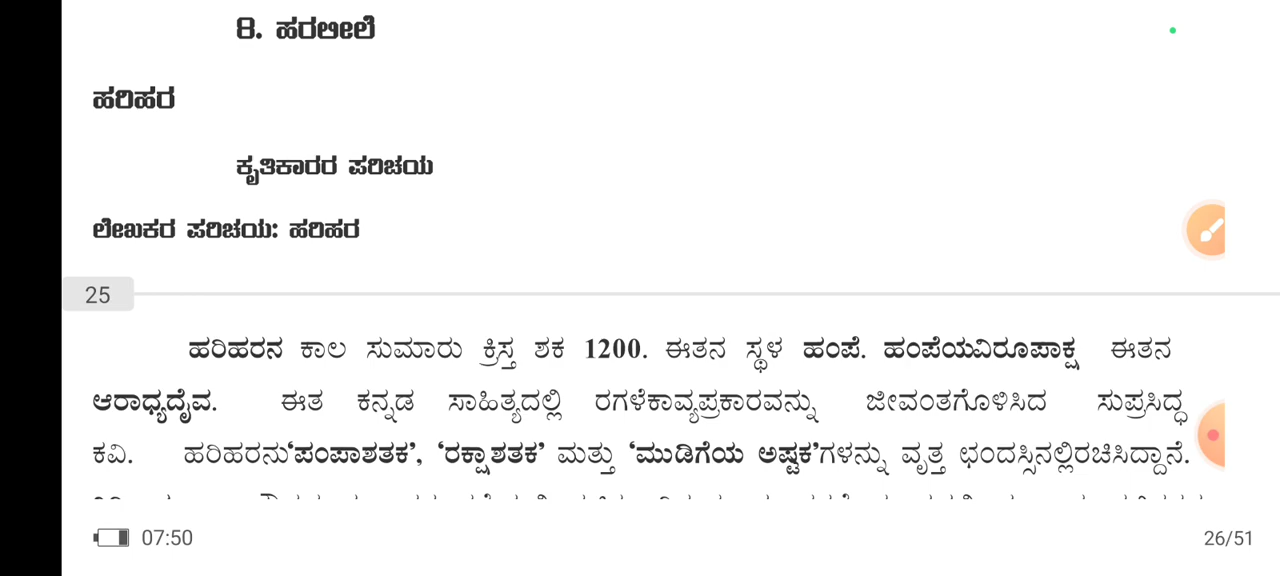 8. ಹರಲೀಲೆ
ಹರಿಹರ
ಕೃತಿಕಾರರ ಪರಿಚಯ
ಲೇಖಕರ ಪರಿಚಯ: ಹರಿಹರ
25
ಹರಿಹರನ ಕಾಲ ಸುಮಾರು ಕ್ರಿಸ್ತ ಶಕ 1200. ಈತನ ಸ್ಥಳ ಹಂಪೆ. ಹಂಪೆಯವಿರೂಪಾಕ್ಷ ಈತನ
ಆರಾಧ್ಯದೈವ. ಈತ ಕನ್ನಡ ಸಾಹಿತ್ಯದಲ್ಲಿ ರಗಳೆಕಾವ್ಯಪ್ರಕಾರವನ್ನು ಜೀವಂತಗೊಳಿಸಿದ ಸುಪ್ರಸಿದ್ಧ
ಕವಿ. ಹರಿಹರನು‘ಪಂಪಾಶತಕ’, ‘ರಕ್ಷಾಶತಕ’ ಮತ್ತು ‘ಮುಡಿಗೆಯ ಅಷ್ಟಕ’ಗಳನ್ನು ವೃತ್ತ ಛಂದಸ್ಸಿನಲ್ಲಿರಚಿಸಿದ್ದಾನೆ.
07:50 26/51